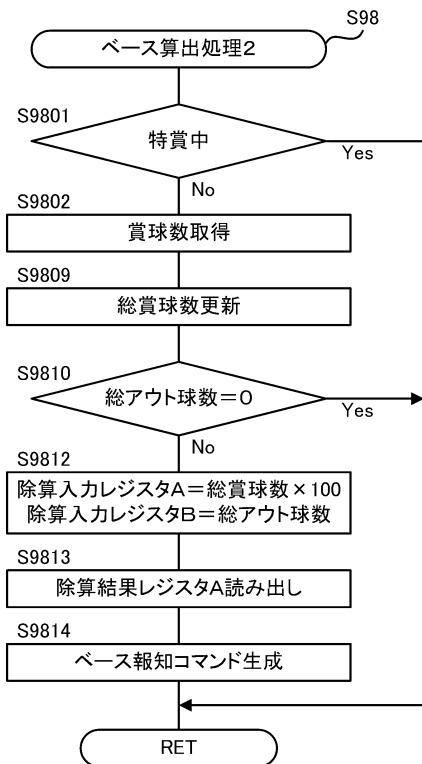 S98
ベース算出処理2
S9801
特賞中
Yes
No
S9802
賞球数取得
S9809
総賞球数更新
S9810
総アウト球数＝0
Yes
No
S9812
除算入力レジスタA＝総賞球数×100
除算入力レジスタB＝総アウト球数
S9813
除算結果レジスタA読み出し
S9814
ベース報知コマンド生成
RET